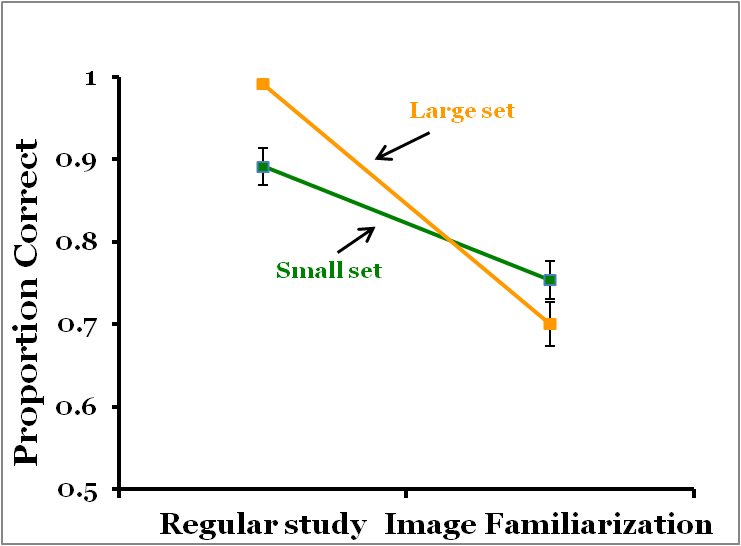 1
Large set
0.9
0.8
Small set
0.7
0.6
0.5
Proportion Correct
Regular study
Image Familiarization